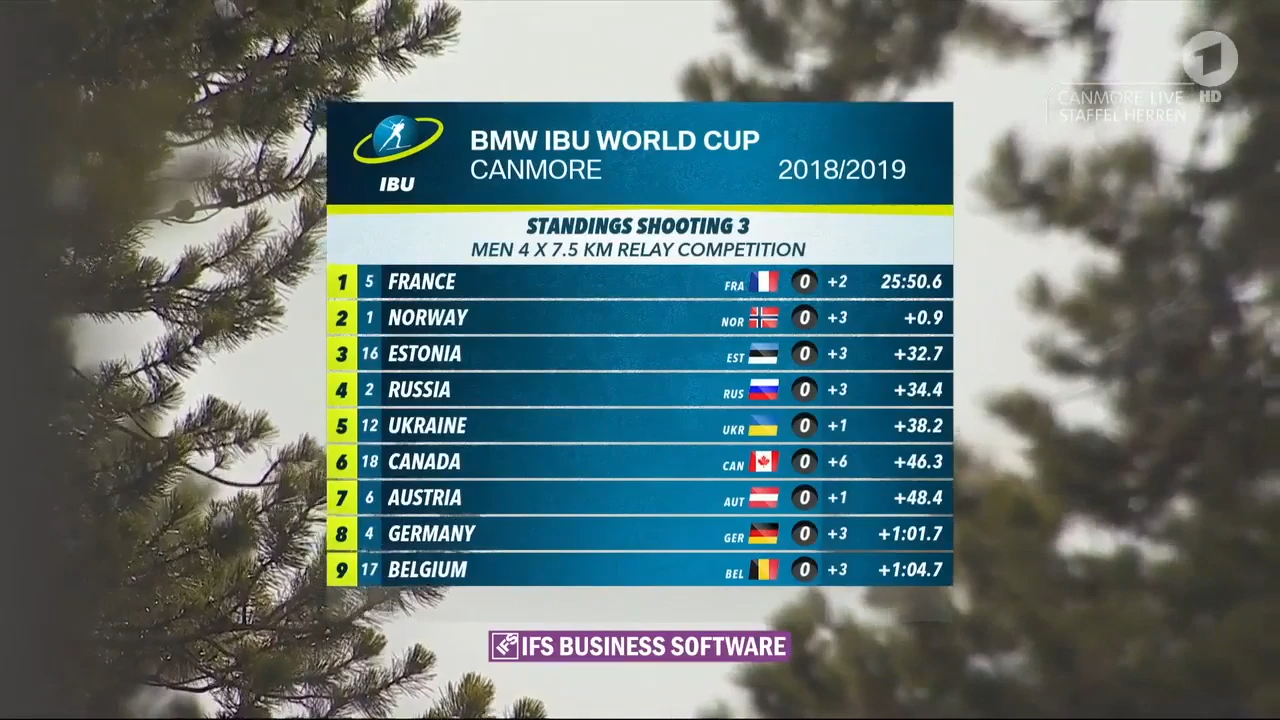 1
HD
CANMORE LIVE
STAFFEL HERREN
IBU
BMW IBU WORLD CUP
CANMORE 2018/2019
STANDINGS SHOOTING 3
MEN 4 X 7.5 KM RELAY COMPETITION
1 5 FRANCE FRA 0 +2 25:50.6
2 1 NORWAY NOR 0 +3 +0.9
3 16 ESTONIA EST 0 +3 +32.7
4 2 RUSSIA RUS 0 +3 +34.4
5 12 UKRAINE UKR 0 +1 +38.2
6 18 CANADA CAN 0 +6 +46.3
7 6 AUSTRIA AUT 0 +1 +48.4
8 4 GERMANY GER 0 +3 +1:01.7
9 17 BELGIUM BEL 0 +3 +1:04.7
IFS IFS BUSINESS SOFTWARE